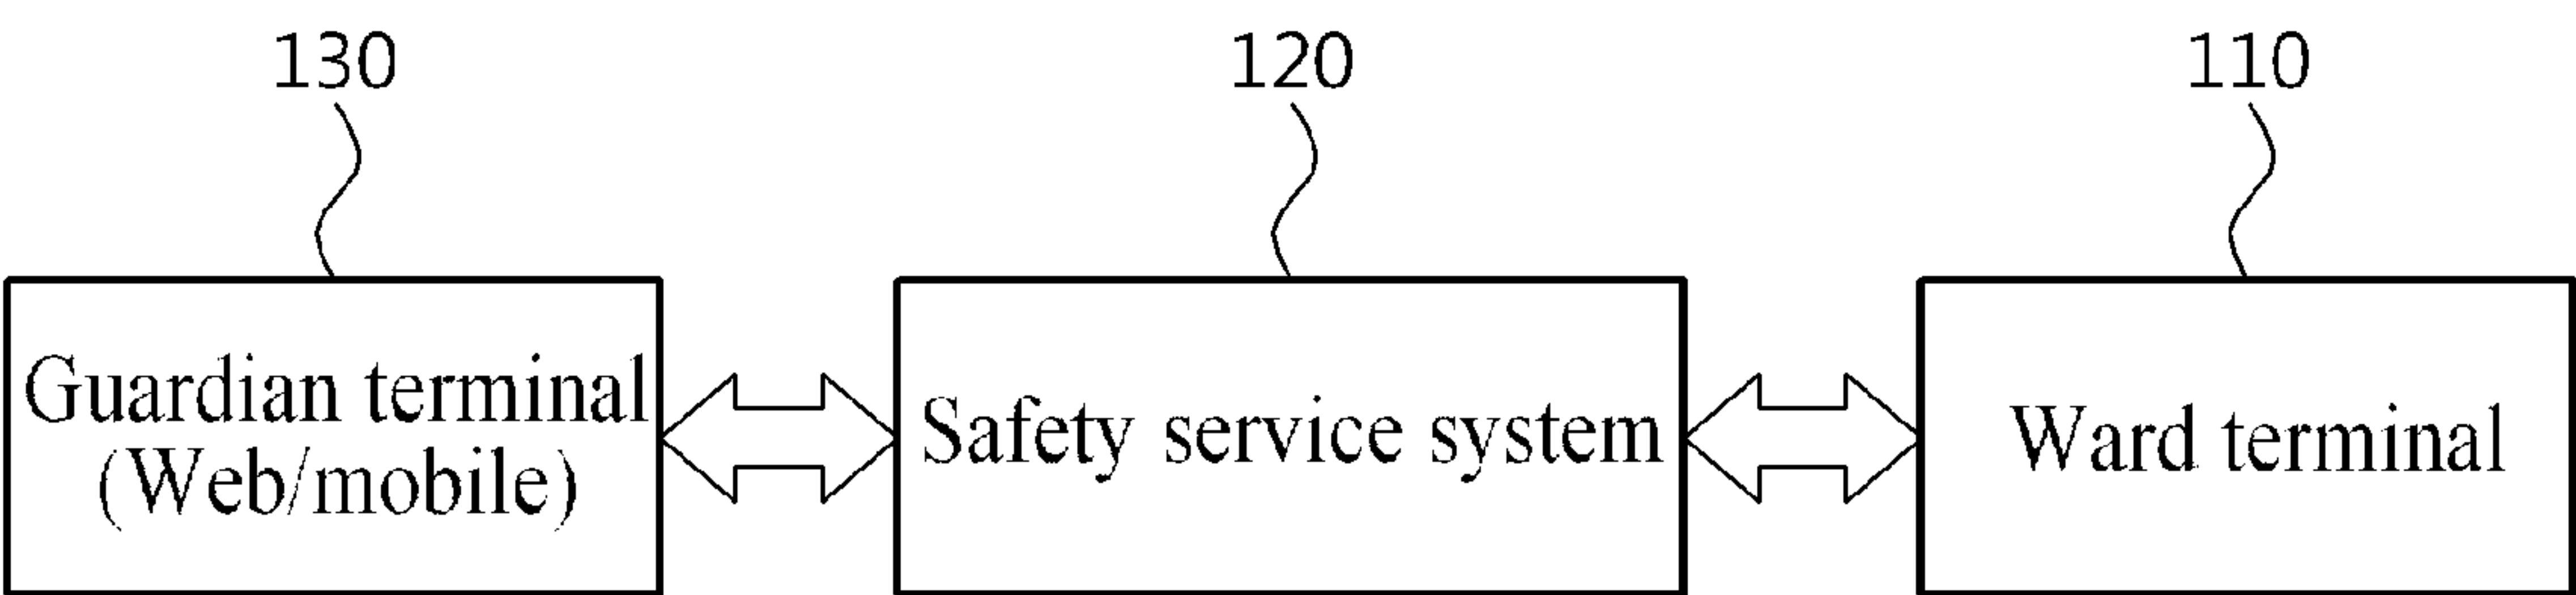 130
120
110
Guardian terminal
(Web/mobile)
Safety service system
Ward terminal